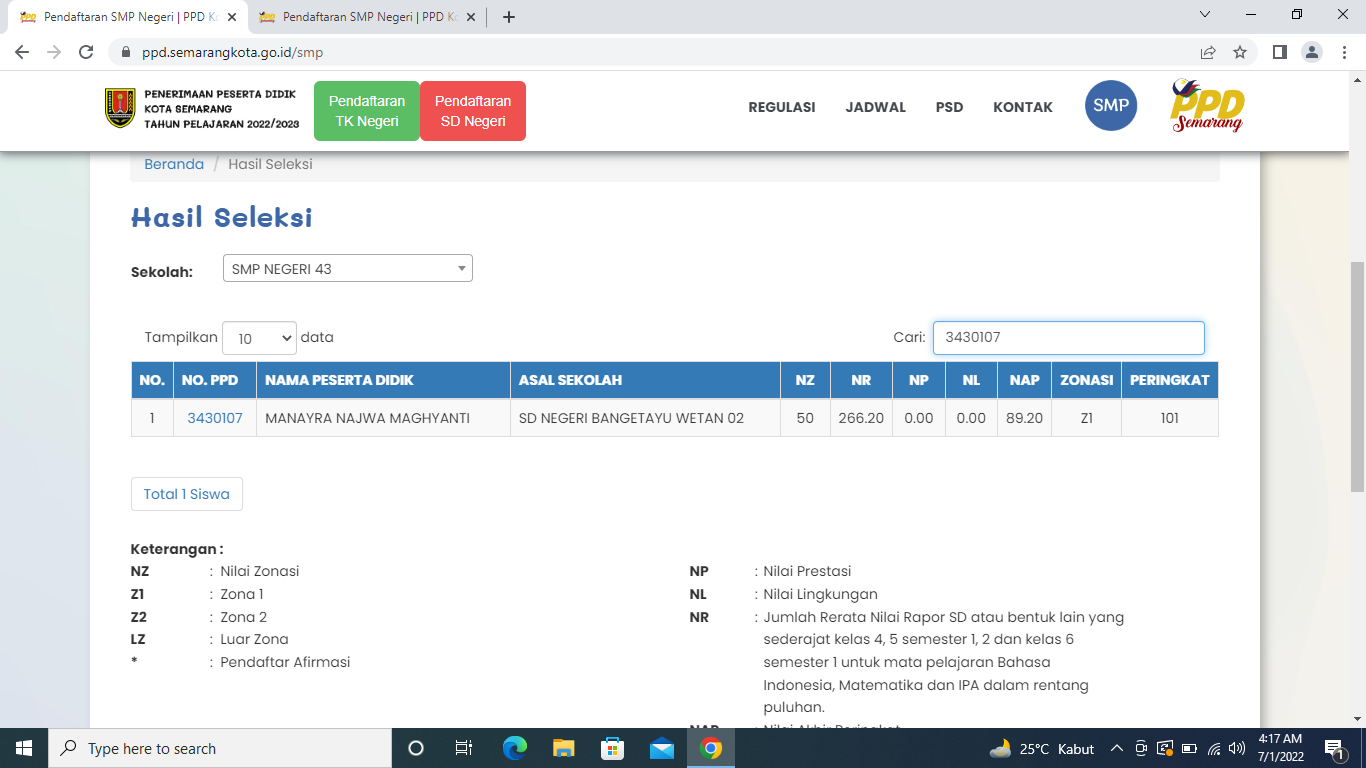 Pendaftaran SMP Negeri | PPD Ko
Pendaftaran SMP Negeri | PPD Ko
ppd.semarangkota.go.id/smp
PENERIMAAN PESERTA DIDIK
KOTA SEMARANG
TAHUN PELAJARAN 2022/2023
Pendaftaran
TK Negeri
Pendaftaran
SD Negeri
REGULASI JADWAL PSD KONTAK SMP
PPD
Semarang
Beranda / Hasil Seleksi
Hasil Seleksi
Sekolah: SMP NEGERI 43
Tampilkan 10 data Cari: 3430107
NO. NO. PPD NAMA PESERTA DIDIK ASAL SEKOLAH NZ NR NP NL NAP ZONASI PERINGKAT
1 3430107 MANAYRA NAJWA MAGHYANTI SD NEGERI BANGETAYU WETAN 02 50 266.20 0.00 0.00 89.20 Z1 101
Total 1 Siswa
Keterangan :
NZ : Nilai Zonasi
Z1 : Zona 1
Z2 : Zona 2
LZ : Luar Zona
* : Pendaftar Afirmasi
NP : Nilai Prestasi
NL : Nilai Lingkungan
NR : Jumlah Rerata Nilai Rapor SD atau bentuk lain yang
sederajat kelas 4, 5 semester 1, 2 dan kelas 6
semester 1 untuk mata pelajaran Bahasa
Indonesia, Matematika dan IPA dalam rentang
puluhan.
NAP : Nilai Akhir Peringkat
Type here to search
25°C Kabut
4:17 AM
7/1/2022
1